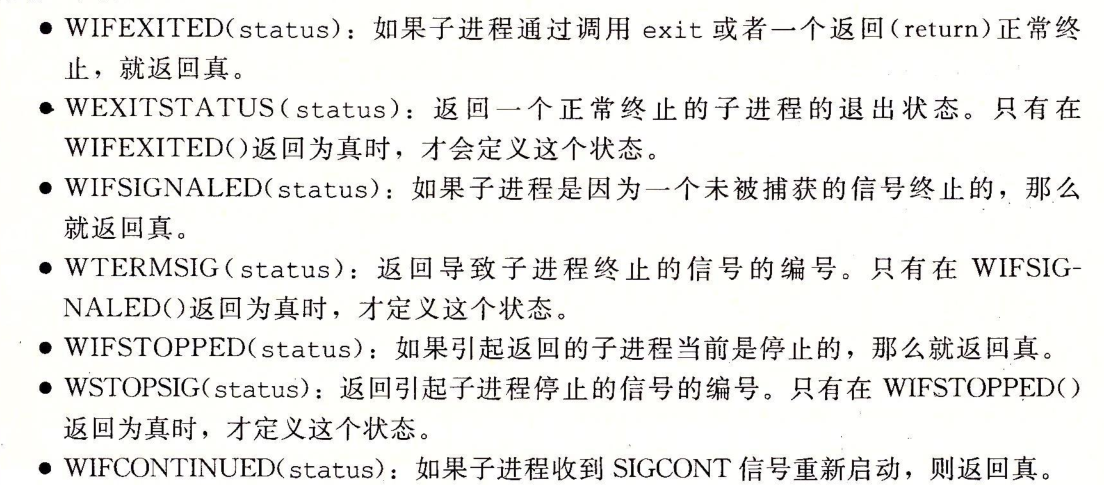 ● WIFEXITED(status)：如果子进程通过调用 exit 或者一个返回(return)正常终
止，就返回真。
● WEXITSTATUS(status)：返回一个正常终止的子进程的退出状态。只有在
WIFEXITED()返回为真时，才会定义这个状态。
● WIFSIGNALED(status)：如果子进程是因为一个未被捕获的信号终止的，那么
就返回真。
● WTERMSIG(status)：返回导致子进程终止的信号的编号。只有在 WIFSIG-
NALED()返回为真时，才定义这个状态。
● WIFSTOPPED(status)：如果引起返回的子进程当前是停止的，那么就返回真。
● WSTOPSIG(status)：返回引起子进程停止的信号的编号。只有在 WIFSTOPPED()
返回为真时，才定义这个状态。
● WIFCONTINUED(status)：如果子进程收到 SIGCONT 信号重新启动，则返回真。